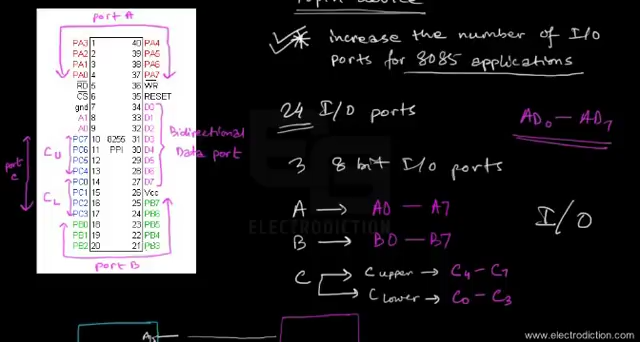 port A
PA3 1 40 PA4
PA2 2 39 PA5
PA1 3 38 PA6
PA0 4 37 PA7
RD 5 36 WR
CS 6 35 RESET
gnd 7 34 D0
A1 8 33 D1
A0 9 32 D2
PC7 10 8255 31 D3
PC6 11 PPI 30 D4
PC5 12 29 D5
PC4 13 28 D6
PC0 14 27 D7
PC1 15 26 Vcc
PC2 16 25 PB7
PC3 17 24 PB6
PB0 18 23 PB5
PB1 19 22 PB4
PB2 20 21 PB3
port B
port C
CU
CL
Bidirectional
Data port
* increase the number of I/O
ports for 8085 applications
24 I/O ports
AD0 — AD7
3 8 bit I/O ports
A → A0 — A7
B → B0 — B7
I/O
C
C upper → C4 — C7
C lower → C0 — C3
ELECTRODICTION
www.electrodiction.com